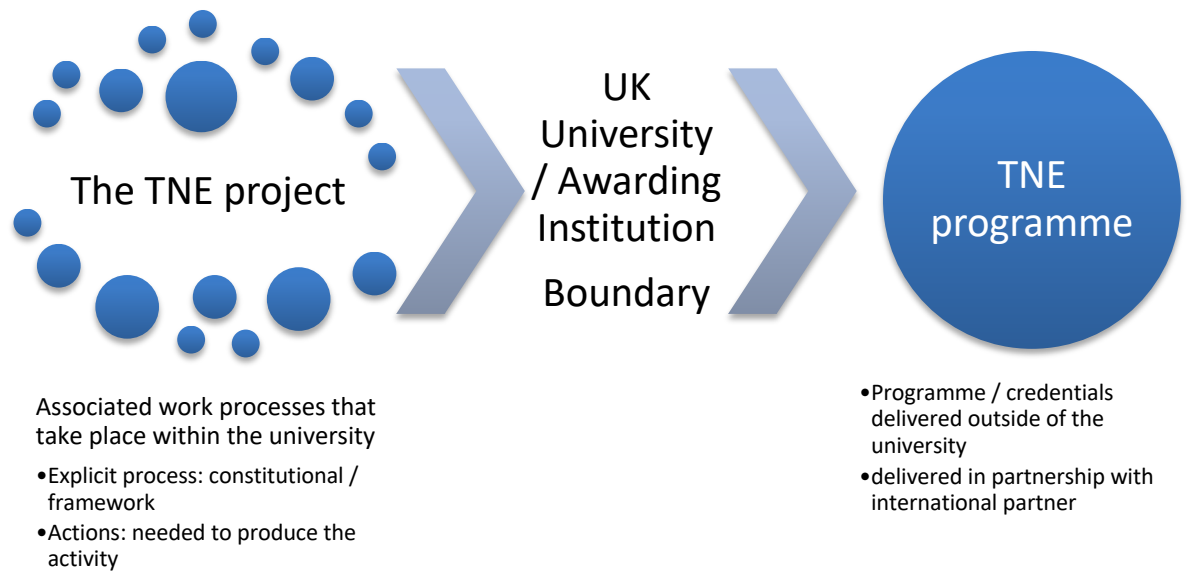 The TNE project
Associated work processes that
take place within the university
•Explicit process: constitutional /
framework
•Actions: needed to produce the
activity
UK
University
/ Awarding
Institution
Boundary
TNE
programme
•Programme / credentials
delivered outside of the
university
•delivered in partnership with
international partner